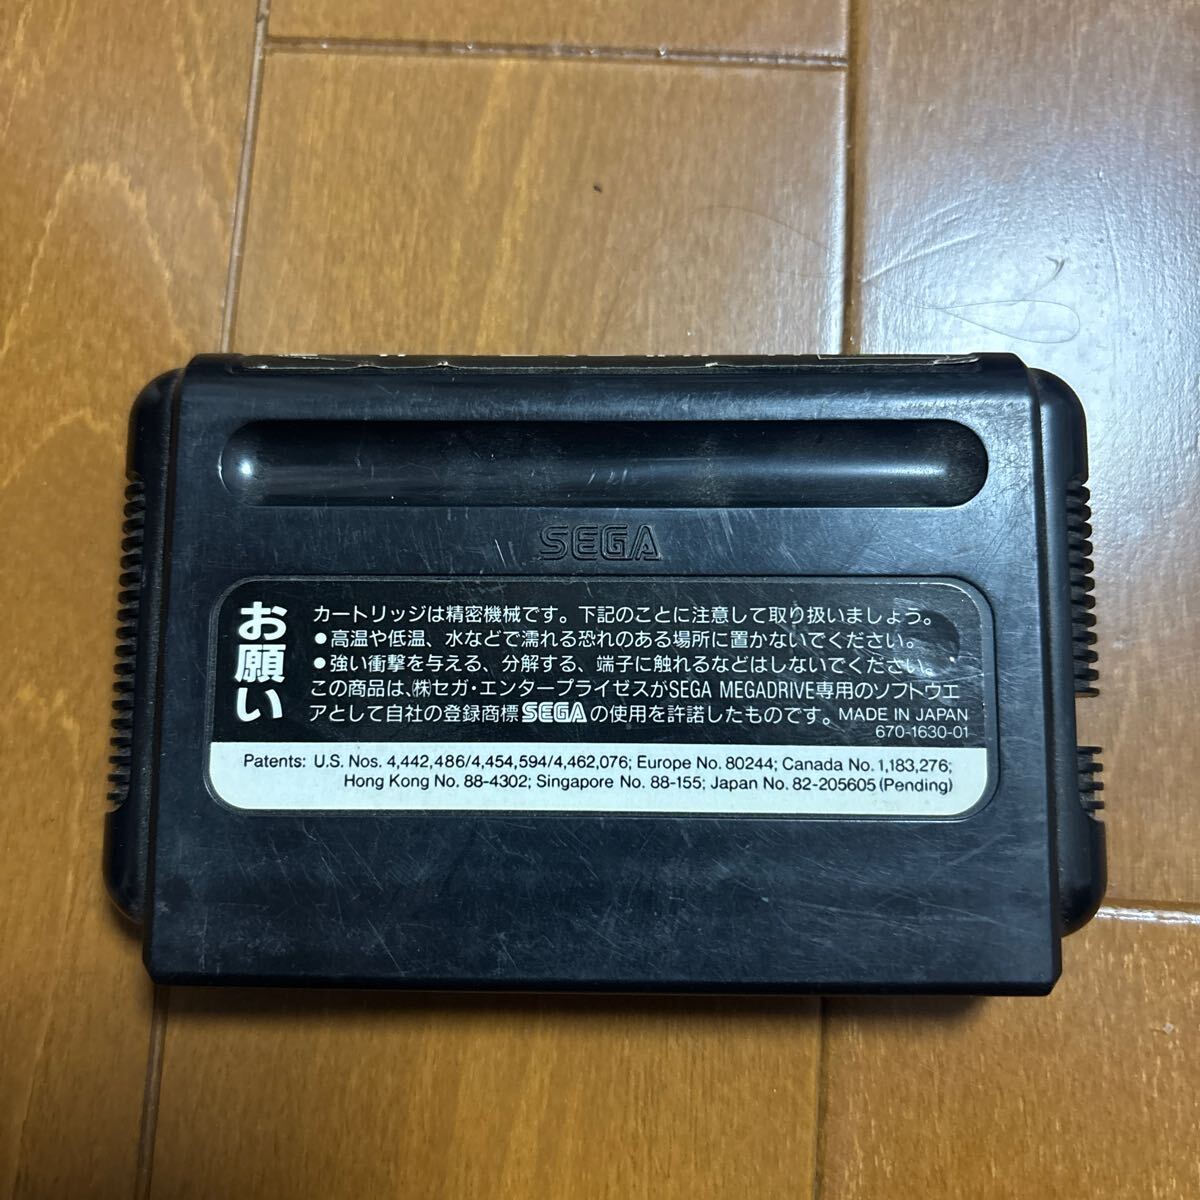 SEGA
お願い
カートリッジは精密機械です。下記のことに注意して取り扱いましょう。
●高温や低温、水などで濡れる恐れのある場所に置かないでください。
●強い衝撃を与える、分解する、端子に触れるなどはしないでください。
この商品は、㈱セガ・エンタープライゼスがSEGA MEGADRIVE専用のソフトウエ
アとして自社の登録商標SEGAの使用を許諾したものです。 MADE IN JAPAN
670-1630-01
Patents: U.S. Nos. 4,442,486/4,454,594/4,462,076; Europe No. 80244; Canada No. 1,183,276;
Hong Kong No. 88-4302; Singapore No. 88-155; Japan No. 82-205605 (Pending)